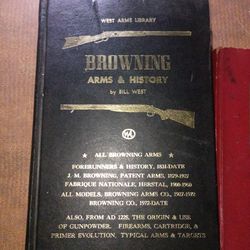 WEST ARMS LIBRARY
BROWNING
ARMS & HISTORY
by BILL WEST
ALL BROWNING ARMS
FORERUNNERS & HISTORY, 1831-DATE
J. M. BROWNING, PATENT ARMS, 1879-1927
FABRIQUE NATIONALE, HERSTAL, 1900-1960
ALL MODELS, BROWNING ARMS CO., 1907-1972
BROWNING CO., 1972-DATE
ALSO, FROM AD 1228, THE ORIGIN & USE
OF GUNPOWDER. FIREARMS, CARTRIDGE, &
PRIMER EVOLUTION, TYPICAL ARMS & TARGETS